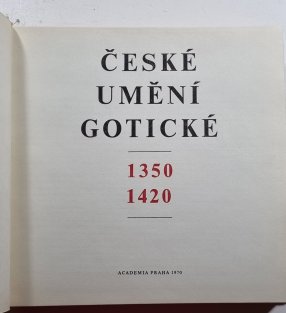 ČESKÉ
UMĚNÍ
GOTICKÉ
1350
1420
ACADEMIA PRAHA 1970